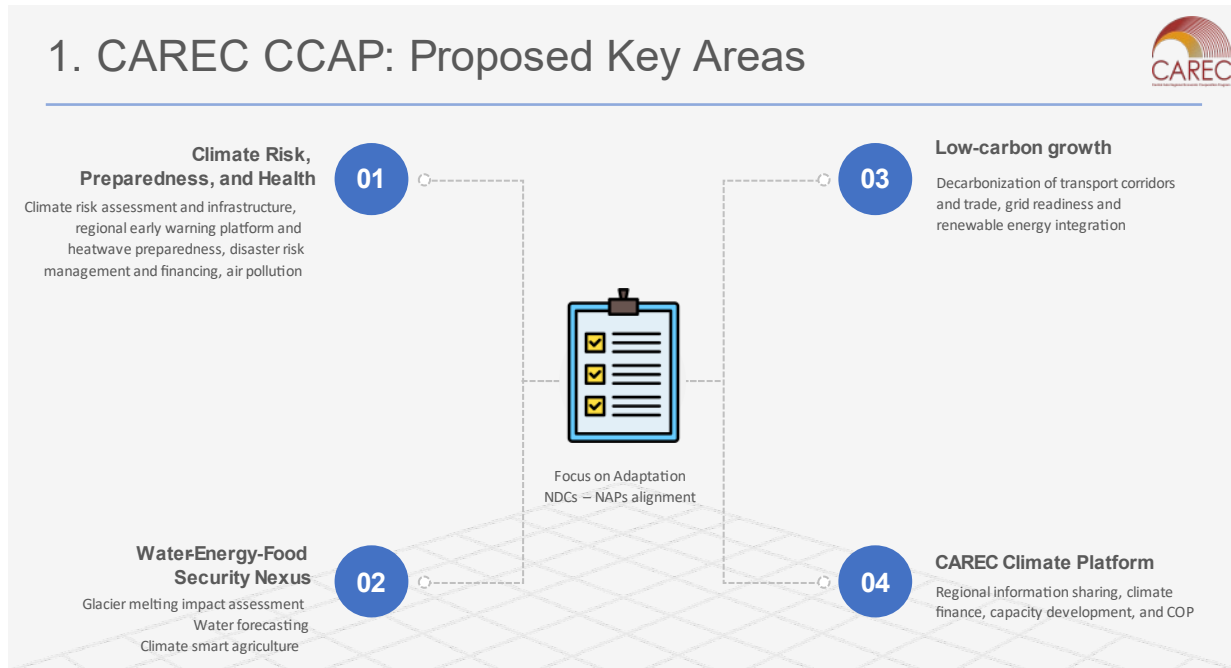 1. CAREC CCAP: Proposed Key Areas
CAREC
Climate Risk,
Preparedness, and Health
01
Climate risk assessment and infrastructure,
regional early warning platform and
heatwave preparedness, disaster risk
management and financing, air pollution
03
Low-carbon growth
Decarbonization of transport corridors
and trade, grid readiness and
renewable energy integration
Focus on Adaptation
NDCs – NAPs alignment
Water-Energy-Food
Security Nexus
02
Glacier melting impact assessment
Water forecasting
Climate smart agriculture
04
CAREC Climate Platform
Regional information sharing, climate
finance, capacity development, and COP